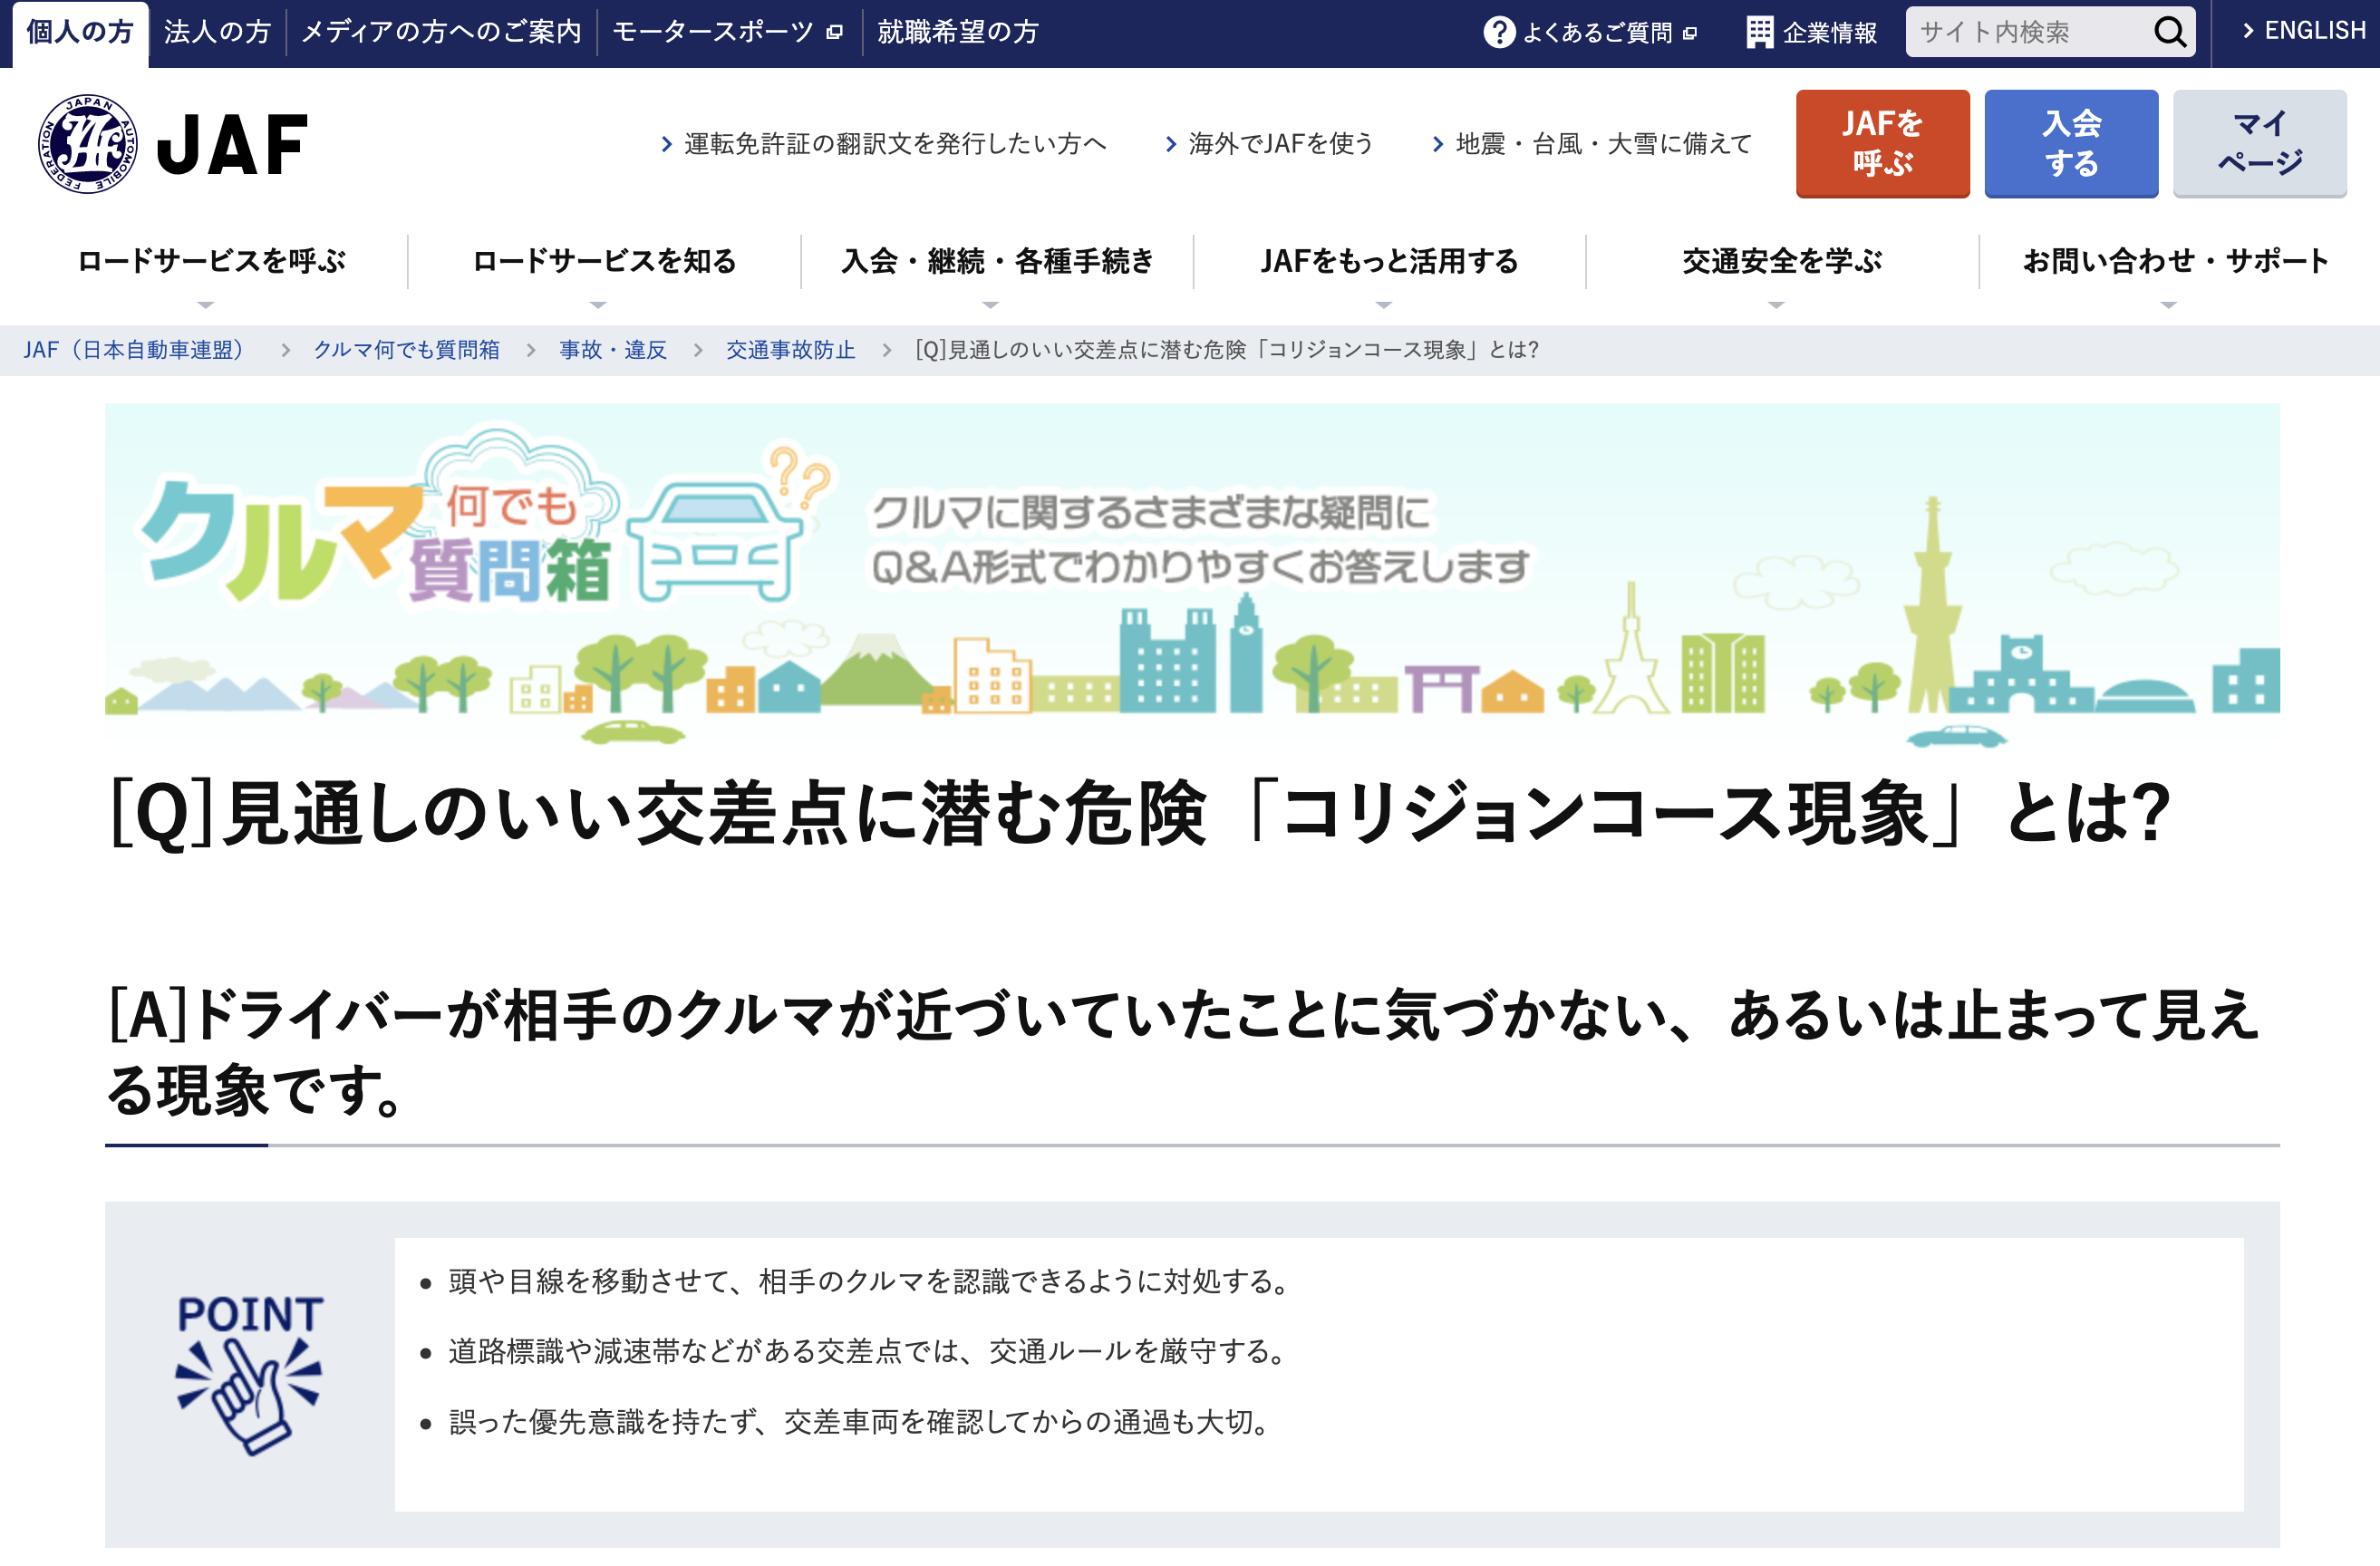 個人の方 法人の方 メディアの方へのご案内 モータースポーツ 就職希望の方 よくあるご質問 企業情報 サイト内検索 ENGLISH
JAPAN AUTOMOBILE FEDERATION
JAF 運転免許証の翻訳文を発行したい方へ 海外でJAFを使う 地震・台風・大雪に備えて
JAFを
呼ぶ
入会
する
マイ
ページ
ロードサービスを呼ぶ ロードサービスを知る 入会・継続・各種手続き JAFをもっと活用する 交通安全を学ぶ お問い合わせ・サポート
JAF（日本自動車連盟） クルマ何でも質問箱 事故・違反 交通事故防止 [Q]見通しのいい交差点に潜む危険「コリジョンコース現象」とは?
クルマ何でも
質問箱
??
クルマに関するさまざまな疑問に
Q&A形式でわかりやすくお答えします
[Q]見通しのいい交差点に潜む危険「コリジョンコース現象」とは?
[A]ドライバーが相手のクルマが近づいていたことに気づかない、あるいは止まって見え
る現象です。
POINT
• 頭や目線を移動させて、相手のクルマを認識できるように対処する。
• 道路標識や減速帯などがある交差点では、交通ルールを厳守する。
• 誤った優先意識を持たず、交差車両を確認してからの通過も大切。